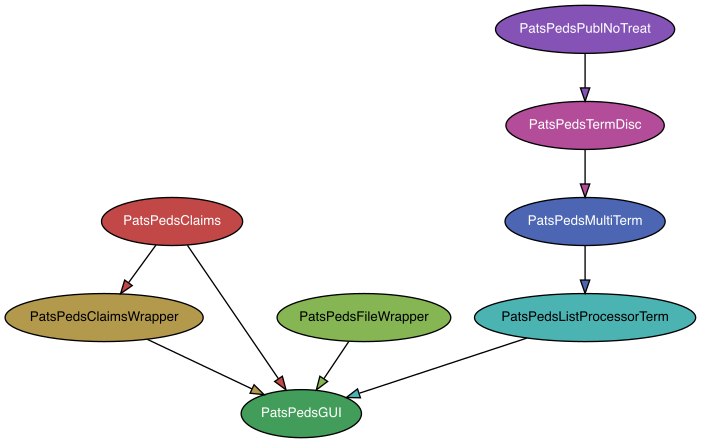 PatsPedsPublNoTreat
PatsPedsTermDisc
PatsPedsClaims
PatsPedsMultiTerm
PatsPedsClaimsWrapper
PatsPedsFileWrapper
PatsPedsListProcessorTerm
PatsPedsGUI